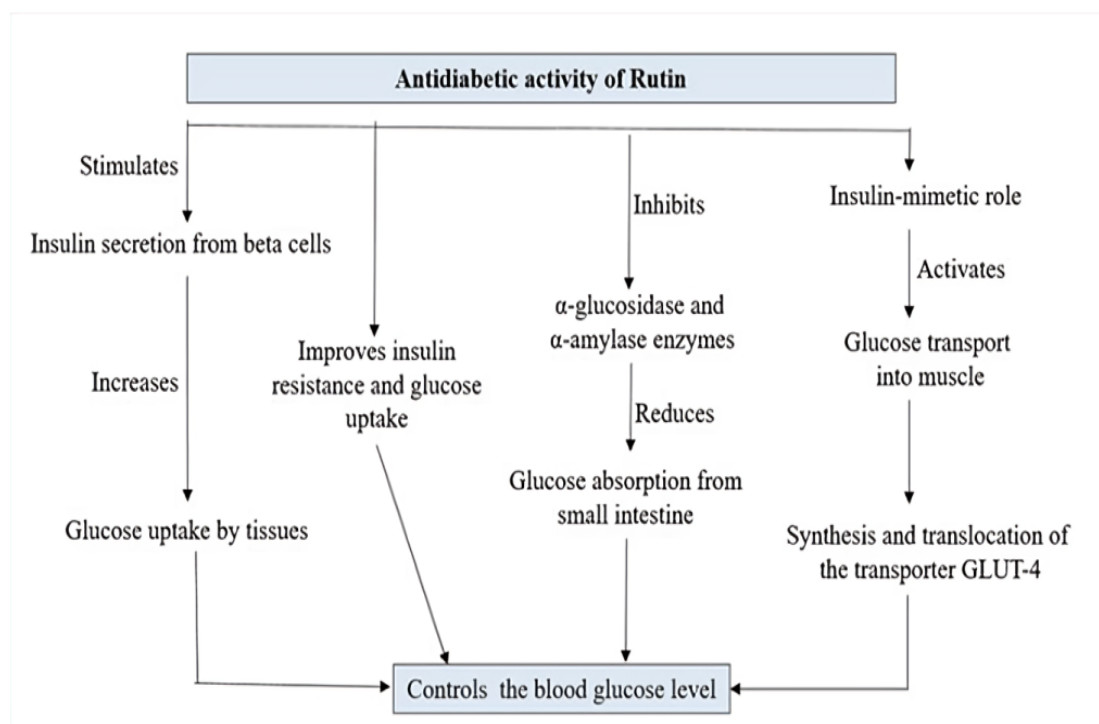 Antidiabetic activity of Rutin
Stimulates
Insulin secretion from beta cells
Increases
Glucose uptake by tissues
Improves insulin
resistance and glucose
uptake
Inhibits
α-glucosidase and
α-amylase enzymes
Reduces
Glucose absorption from
small intestine
Insulin-mimetic role
Activates
Glucose transport
into muscle
Synthesis and translocation of
the transporter GLUT-4
Controls the blood glucose level